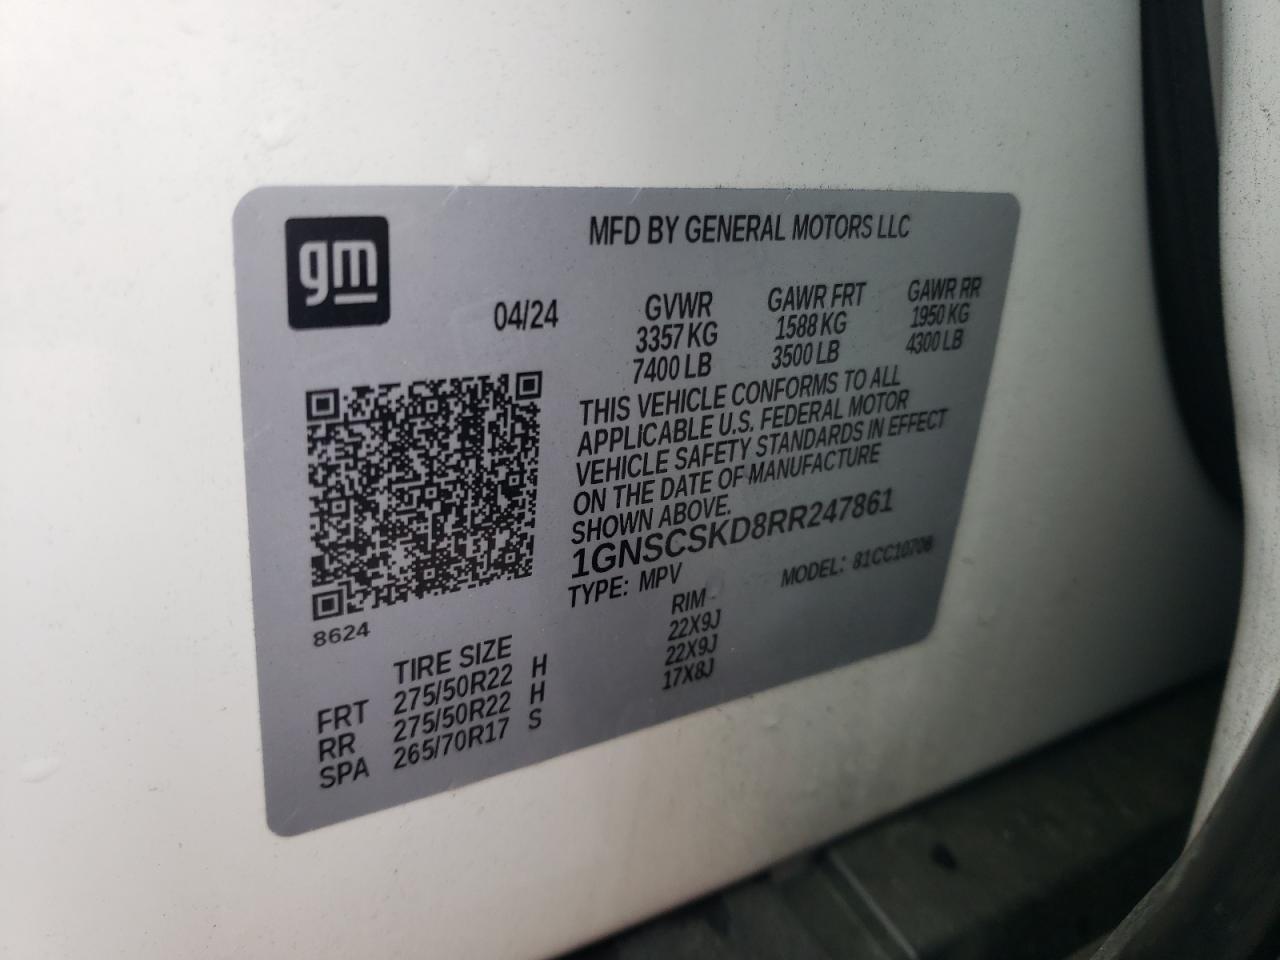 gm
MFD BY GENERAL MOTORS LLC
04/24 GVWR GAWR FRT GAWR RR
3357 KG 1588 KG 1950 KG
7400 LB 3500 LB 4300 LB
THIS VEHICLE CONFORMS TO ALL
APPLICABLE U.S. FEDERAL MOTOR
VEHICLE SAFETY STANDARDS IN EFFECT
ON THE DATE OF MANUFACTURE
SHOWN ABOVE.
1GNSCSKD8RR247861
TYPE: MPV MODEL: 81CC10706
8624
TIRE SIZE RIM
FRT 275/50R22 H 22X9J
RR 275/50R22 H 22X9J
SPA 265/70R17 S 17X8J